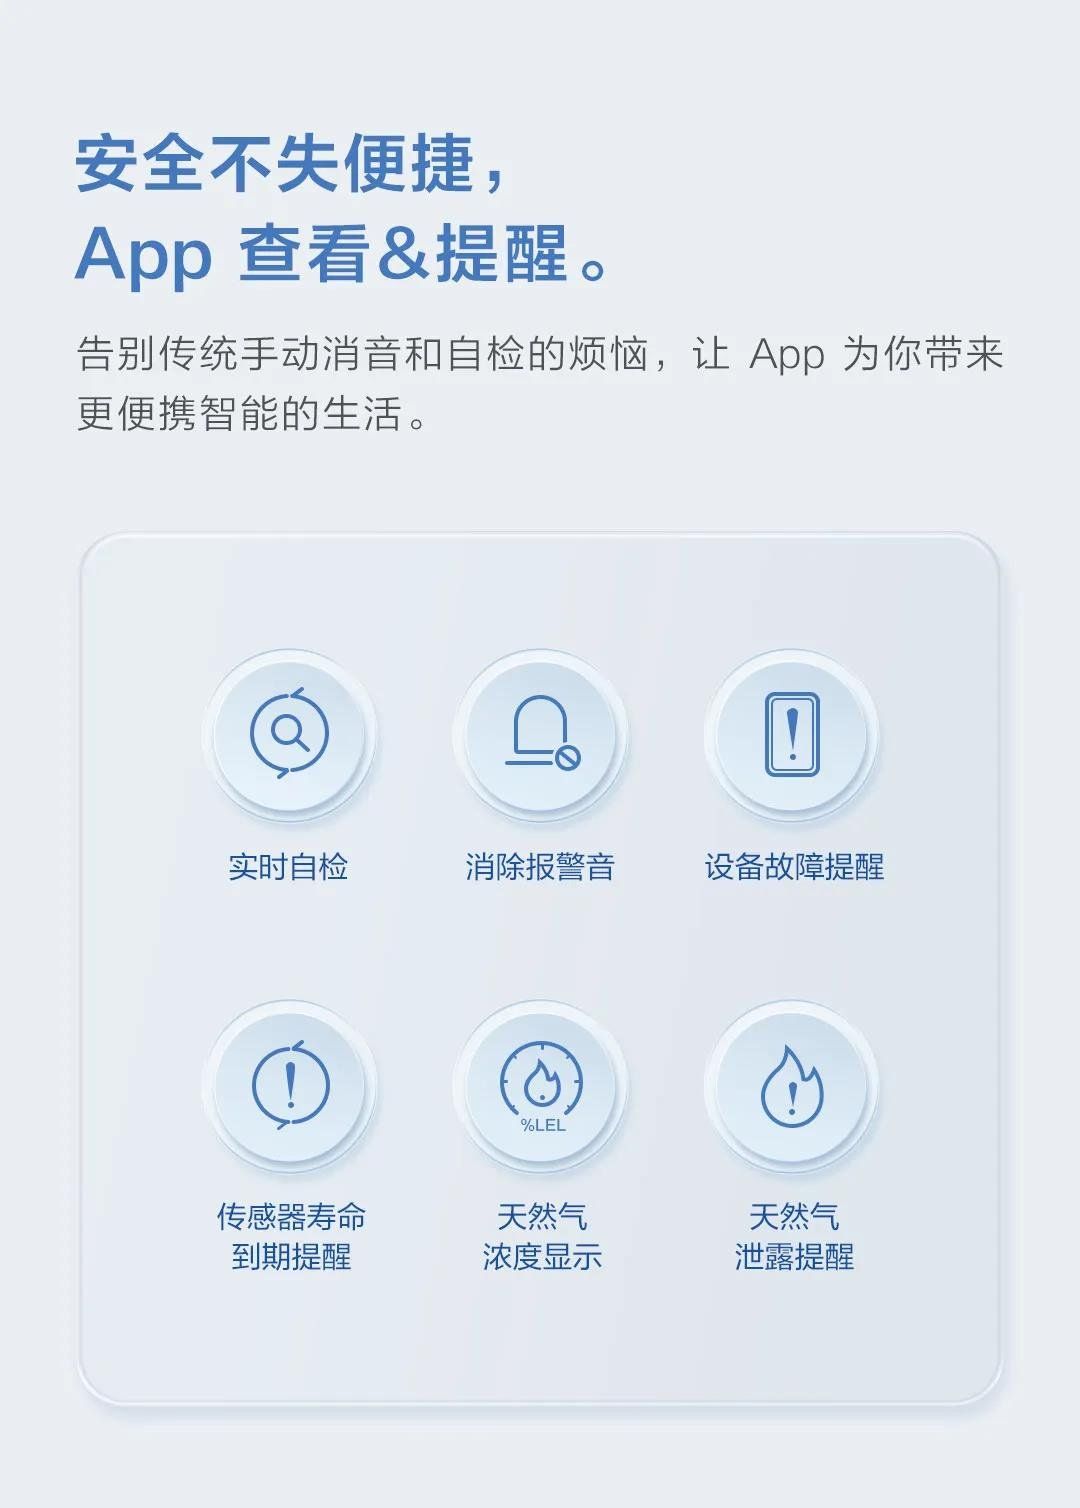 安全不失便捷，
App 查看&提醒。
告别传统手动消音和自检的烦恼，让 App 为你带来
更便携智能的生活。
实时自检
消除报警音
设备故障提醒
%LEL
传感器寿命
到期提醒
天然气
浓度显示
天然气
泄露提醒